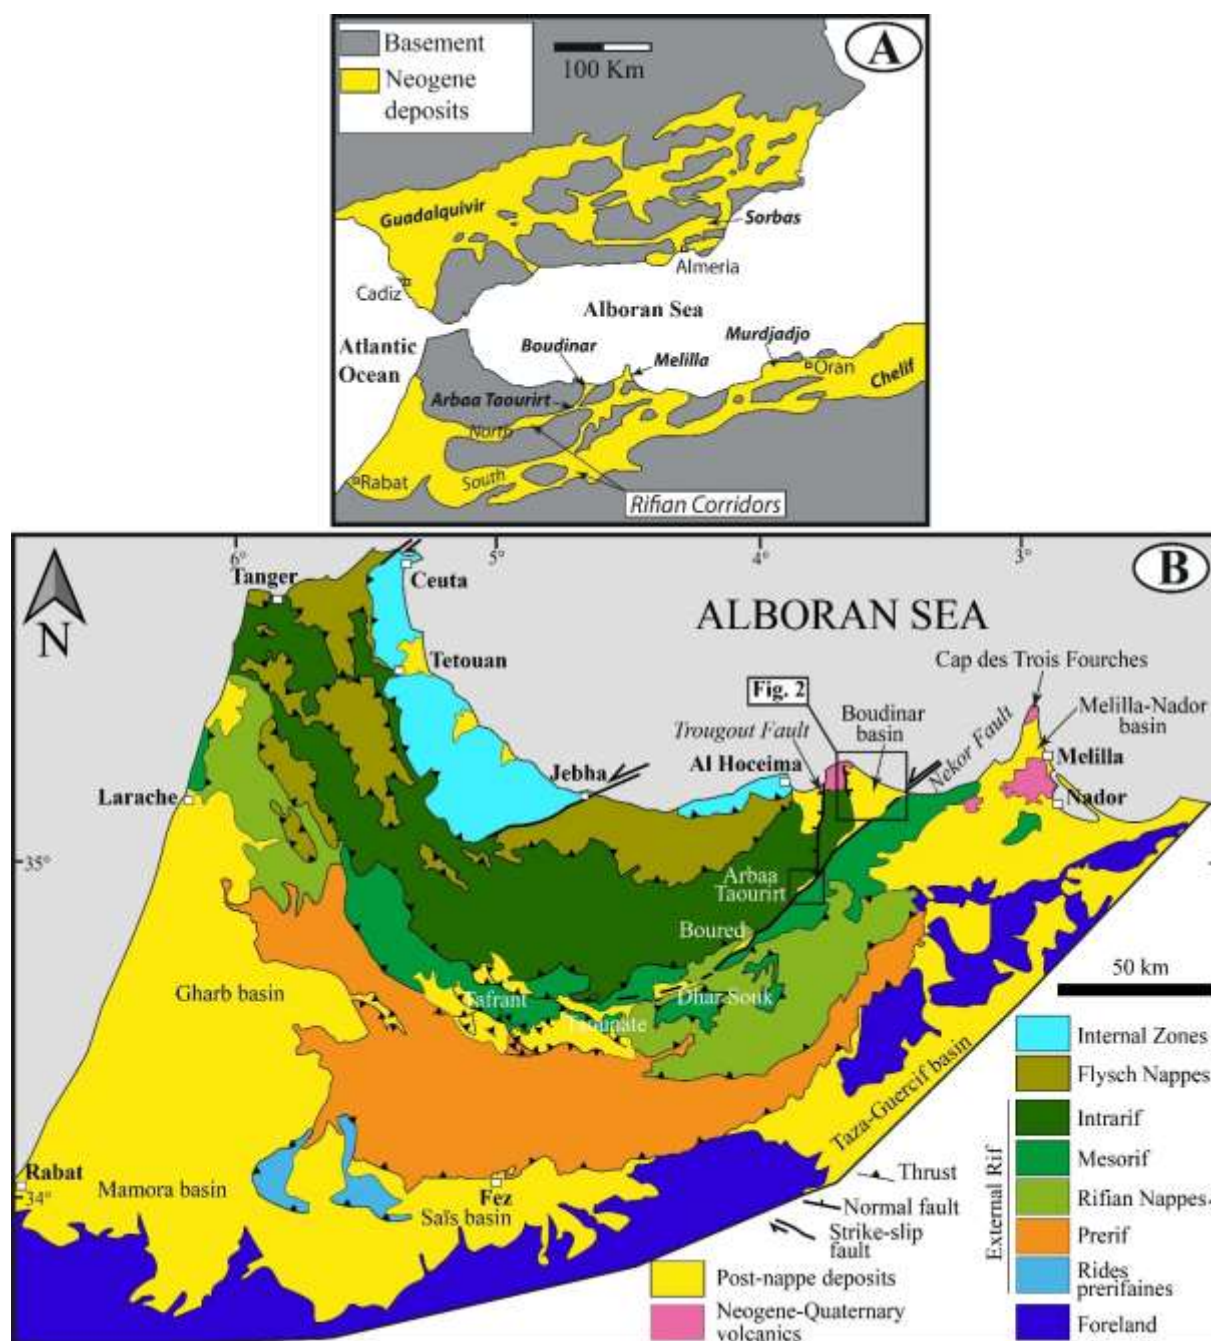 Basement
Neogene
deposits
100 Km
A
Guadalquivir
Sorbas
Almeria
Cadiz
Alboran Sea
Atlantic
Ocean
Boudinar
Melilla
Murdjadjo
Oran
Chelif
Arbaa Taourirt
North
South
Rabat
Rifian Corridors
6°
5°
4°
3°
B
N
Tanger
Ceuta
ALBORAN SEA
Tetouan
Cap des Trois Fourches
Fig. 2
Trougout Fault
Boudinar
basin
Nekor Fault
Melilla-Nador
basin
Melilla
Al Hoceima
Jebha
Larache
Nador
35°
Arbaa
Taourirt
Boured
50 km
Gharb basin
Tafrant
Dhar-Souk
Taounate
Taza-Guercif basin
Internal Zones
Flysch Nappes
External Rif
Intrarif
Mesorif
Rifian Nappes
Prerif
Rides
prerifaines
Foreland
Rabat
34°
Mamora basin
Fez
Saïs basin
Thrust
Normal fault
Strike-slip
fault
Post-nappe deposits
Neogene-Quaternary
volcanics